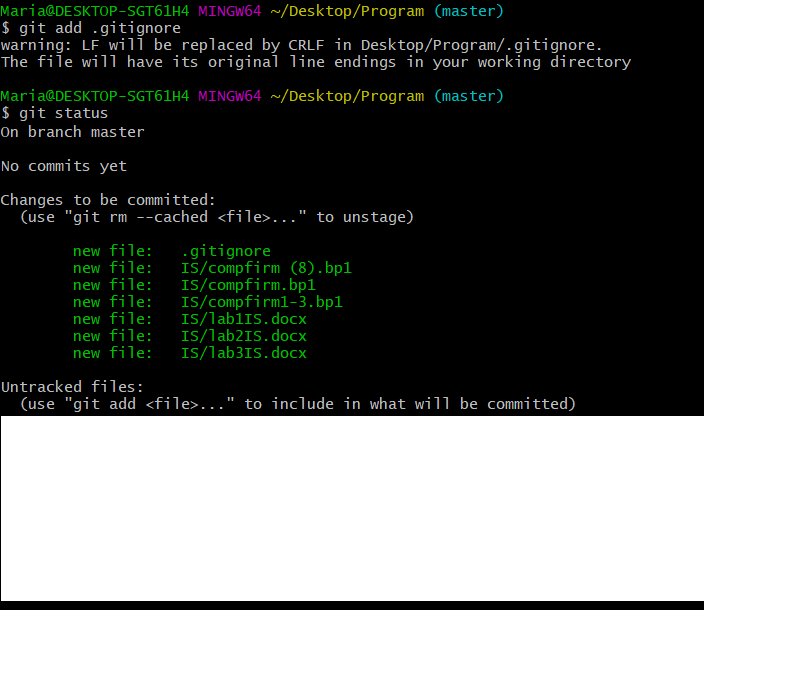 Maria@DESKTOP-SGT61H4 MINGW64 ~/Desktop/Program (master)
$ git add .gitignore
warning: LF will be replaced by CRLF in Desktop/Program/.gitignore.
The file will have its original line endings in your working directory
Maria@DESKTOP-SGT61H4 MINGW64 ~/Desktop/Program (master)
$ git status
On branch master
No commits yet
Changes to be committed:
  (use "git rm --cached <file>..." to unstage)
        new file:   .gitignore
        new file:   IS/compfirm (8).bp1
        new file:   IS/compfirm.bp1
        new file:   IS/compfirm1-3.bp1
        new file:   IS/lab1IS.docx
        new file:   IS/lab2IS.docx
        new file:   IS/lab3IS.docx
Untracked files:
  (use "git add <file>..." to include in what will be committed)